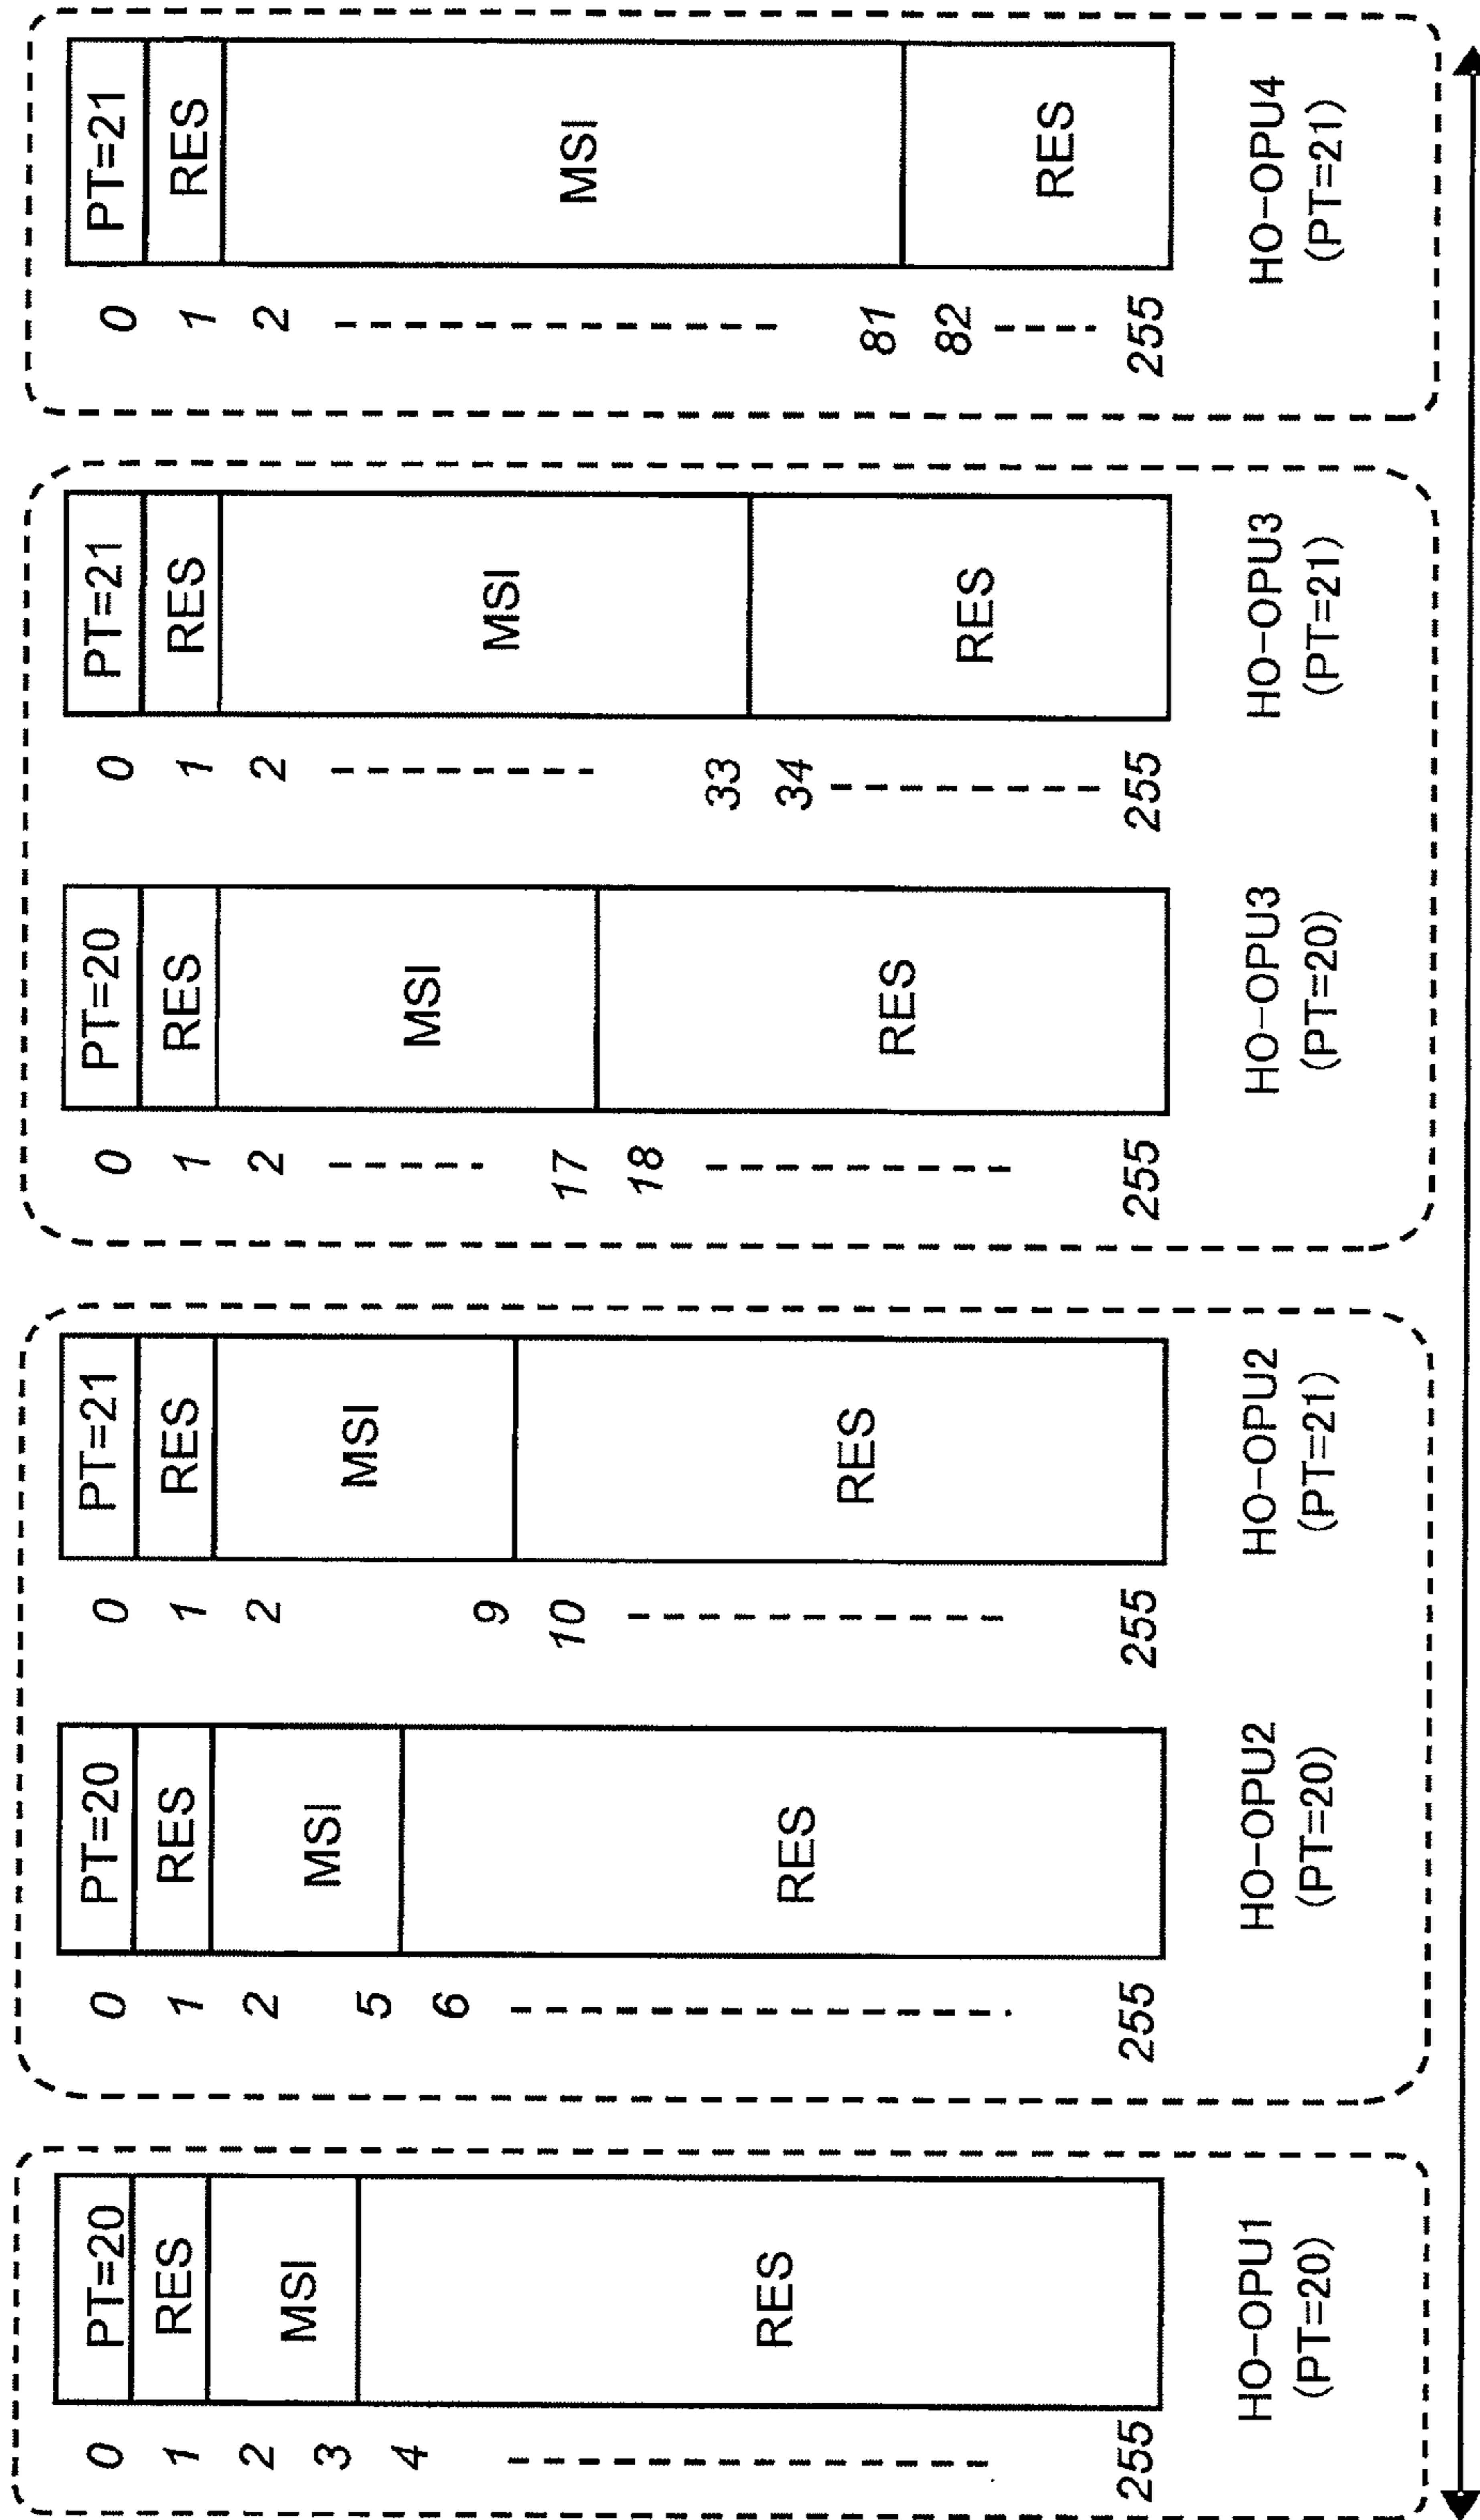 0
1
2
3
4
255
PT=20
RES
MSI
RES
HO-OPU1
(PT=20)
0
1
2
5
6
255
PT=20
RES
MSI
RES
HO-OPU2
(PT=20)
0
1
2
9
10
255
PT=21
RES
MSI
RES
HO-OPU2
(PT=21)
0
1
2
17
18
255
PT=20
RES
MSI
RES
HO-OPU3
(PT=20)
0
1
2
33
34
255
PT=21
RES
MSI
RES
HO-OPU3
(PT=21)
0
1
2
81
82
255
PT=21
RES
MSI
RES
HO-OPU4
(PT=21)